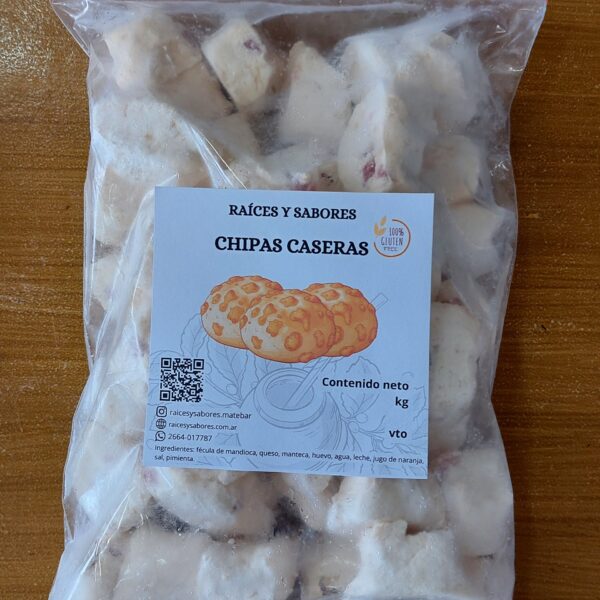 RAÍCES Y SABORES
CHIPAS CASERAS
100%
GLUTEN
FREE
Contenido neto
kg
raicesysabores.matebar
raicesysabores.com.ar
2664-017787
vto
Ingredientes: fécula de mandioca, queso, manteca, huevo, agua, leche, jugo de naranja,
sal, pimienta.